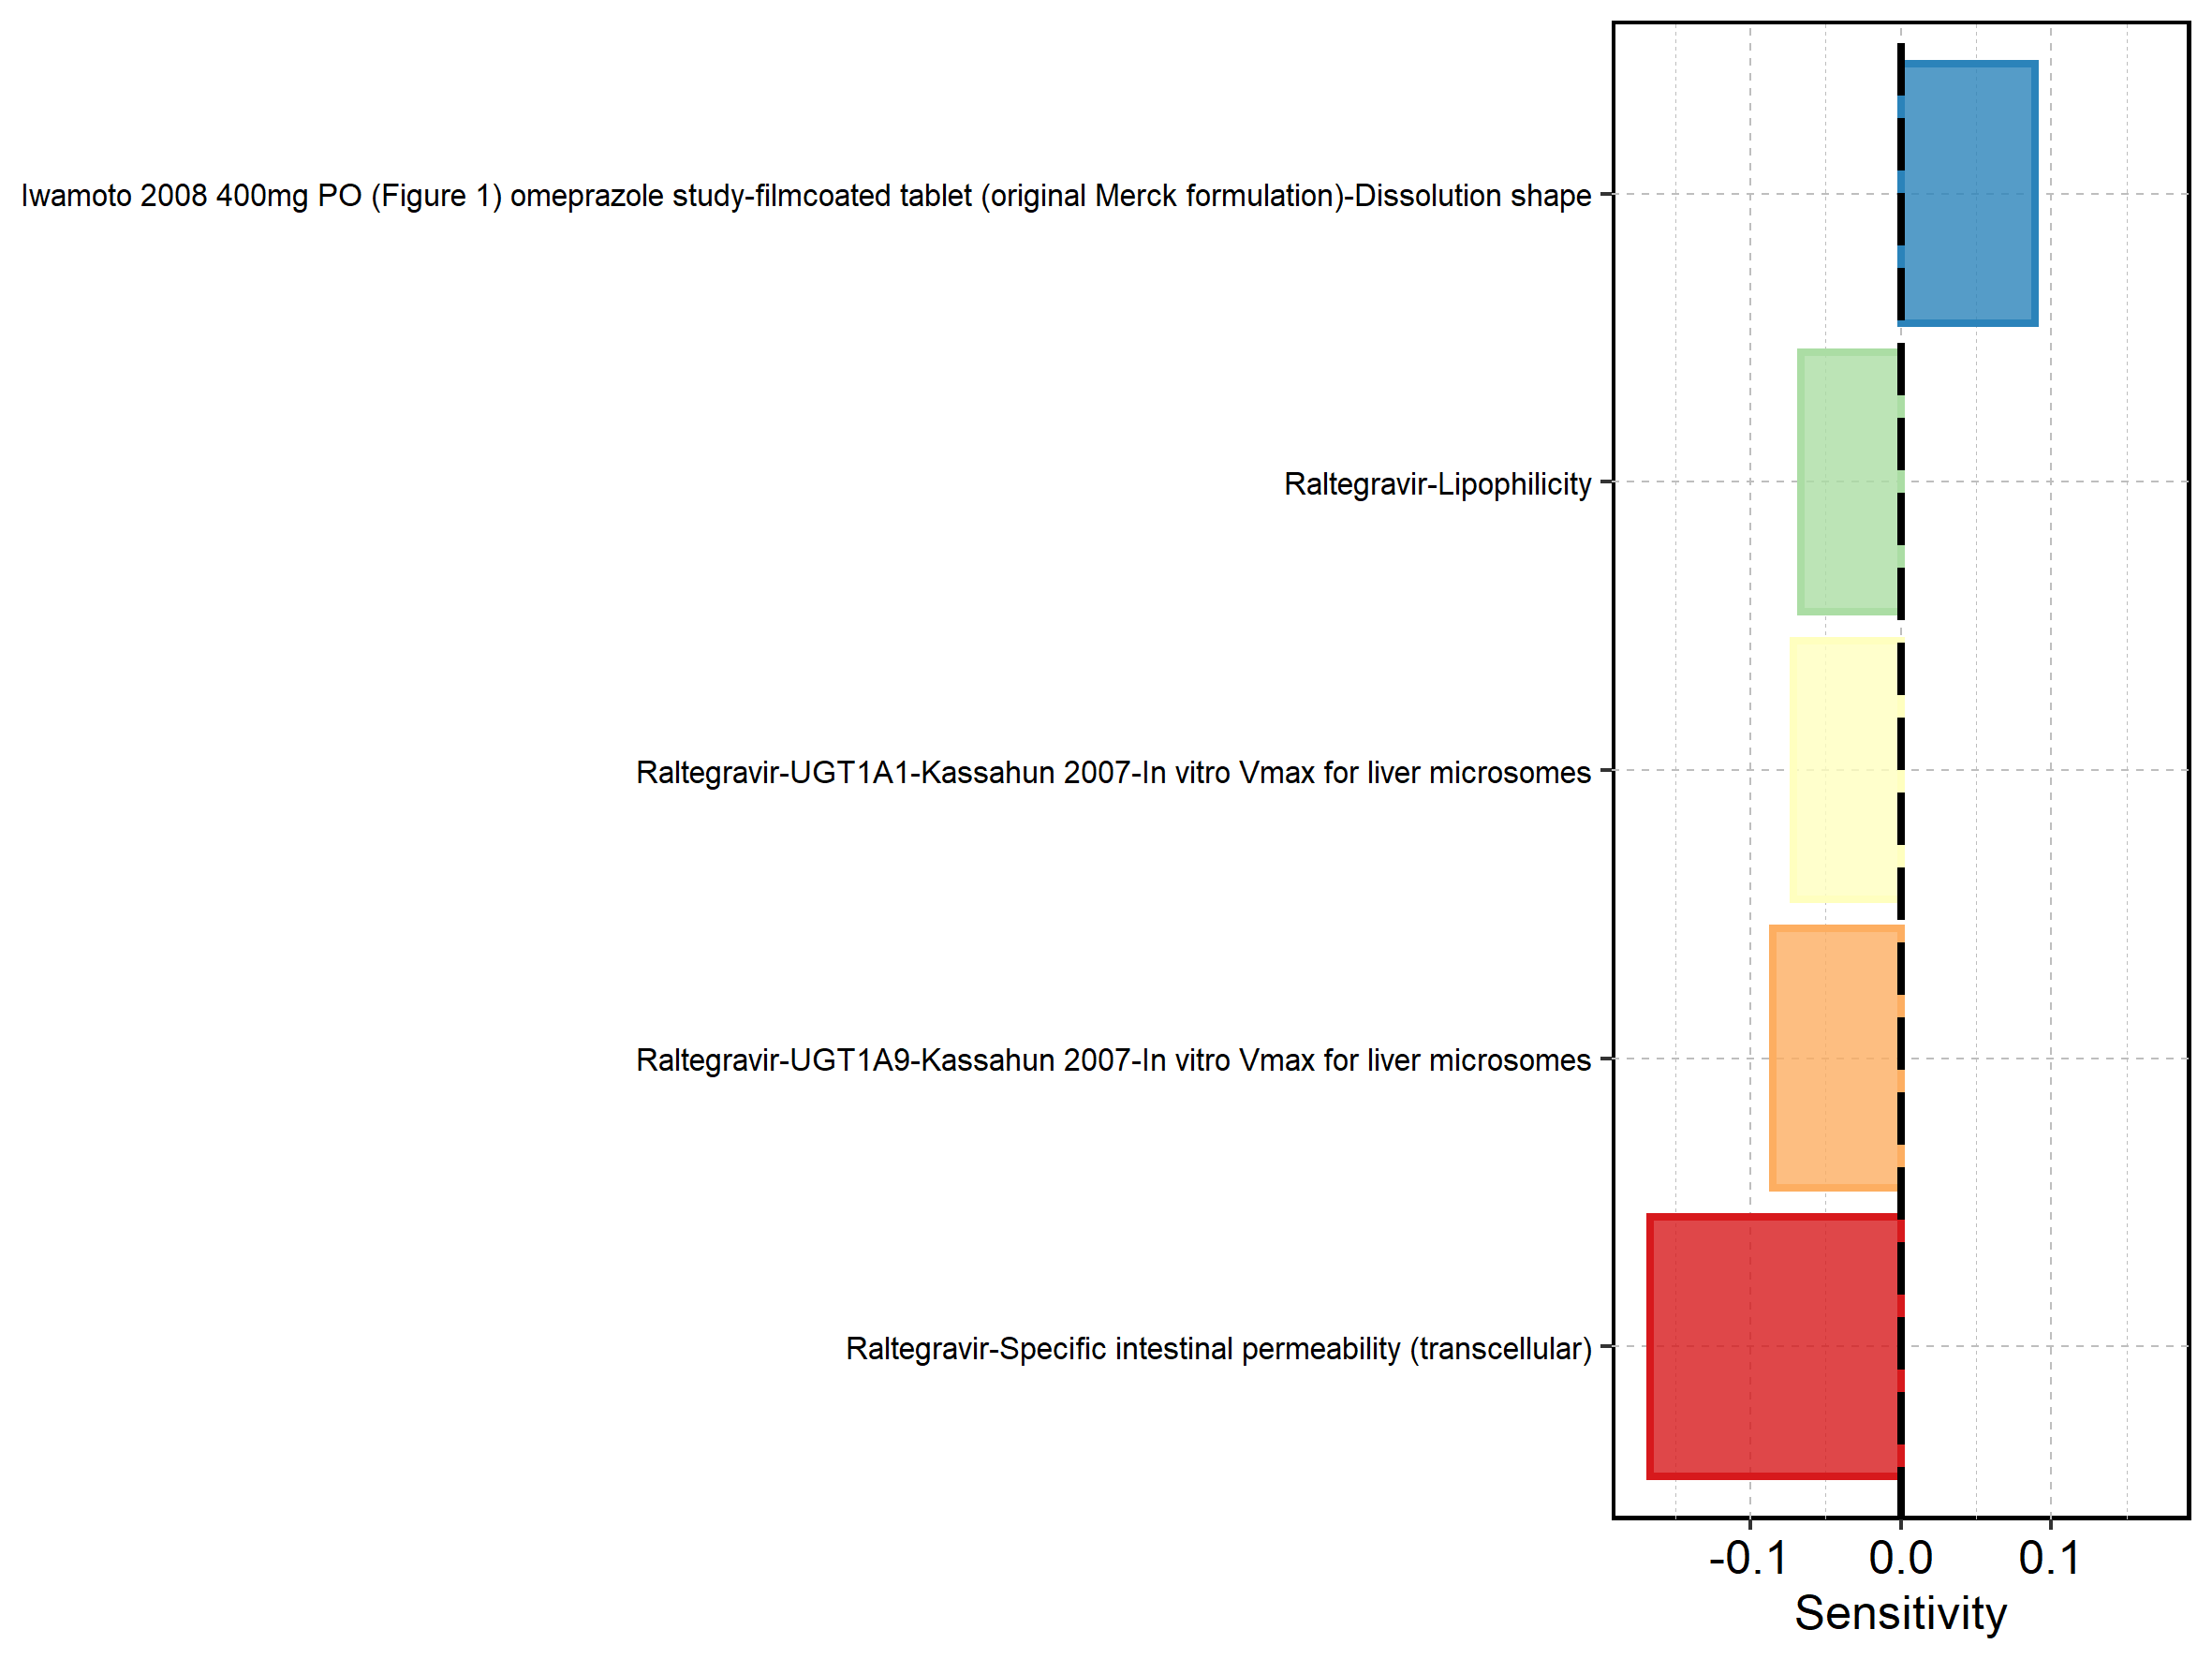 Iwamoto 2008 400mg PO (Figure 1) omeprazole study-filmcoated tablet (original Merck formulation)-Dissolution shape
Raltegravir-Lipophilicity
Raltegravir-UGT1A1-Kassahun 2007-In vitro Vmax for liver microsomes
Raltegravir-UGT1A9-Kassahun 2007-In vitro Vmax for liver microsomes
Raltegravir-Specific intestinal permeability (transcellular)
-0.1 0.0 0.1
Sensitivity